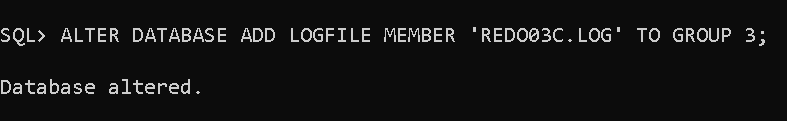 SQL> ALTER DATABASE ADD LOGFILE MEMBER 'REDO03C.LOG' TO GROUP 3;
Database altered.